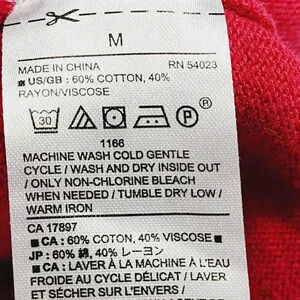 M
MADE IN CHINA RN 54023
■ US/GB : 60% COTTON, 40%
RAYON/VISCOSE
30 P ®
1166
MACHINE WASH COLD GENTLE
CYCLE / WASH AND DRY INSIDE OUT
/ ONLY NON-CHLORINE BLEACH
WHEN NEEDED / TUMBLE DRY LOW /
WARM IRON
CA 17897
■ CA : 60% COTON, 40% VISCOSE ■
JP : 60% 綿, 40% レーヨン
■ CA : LAVER À LA MACHINE À L'EAU
FROIDE AU CYCLE DÉLICAT / LAVER
ET SÉCHER SUR L'ENVERS /